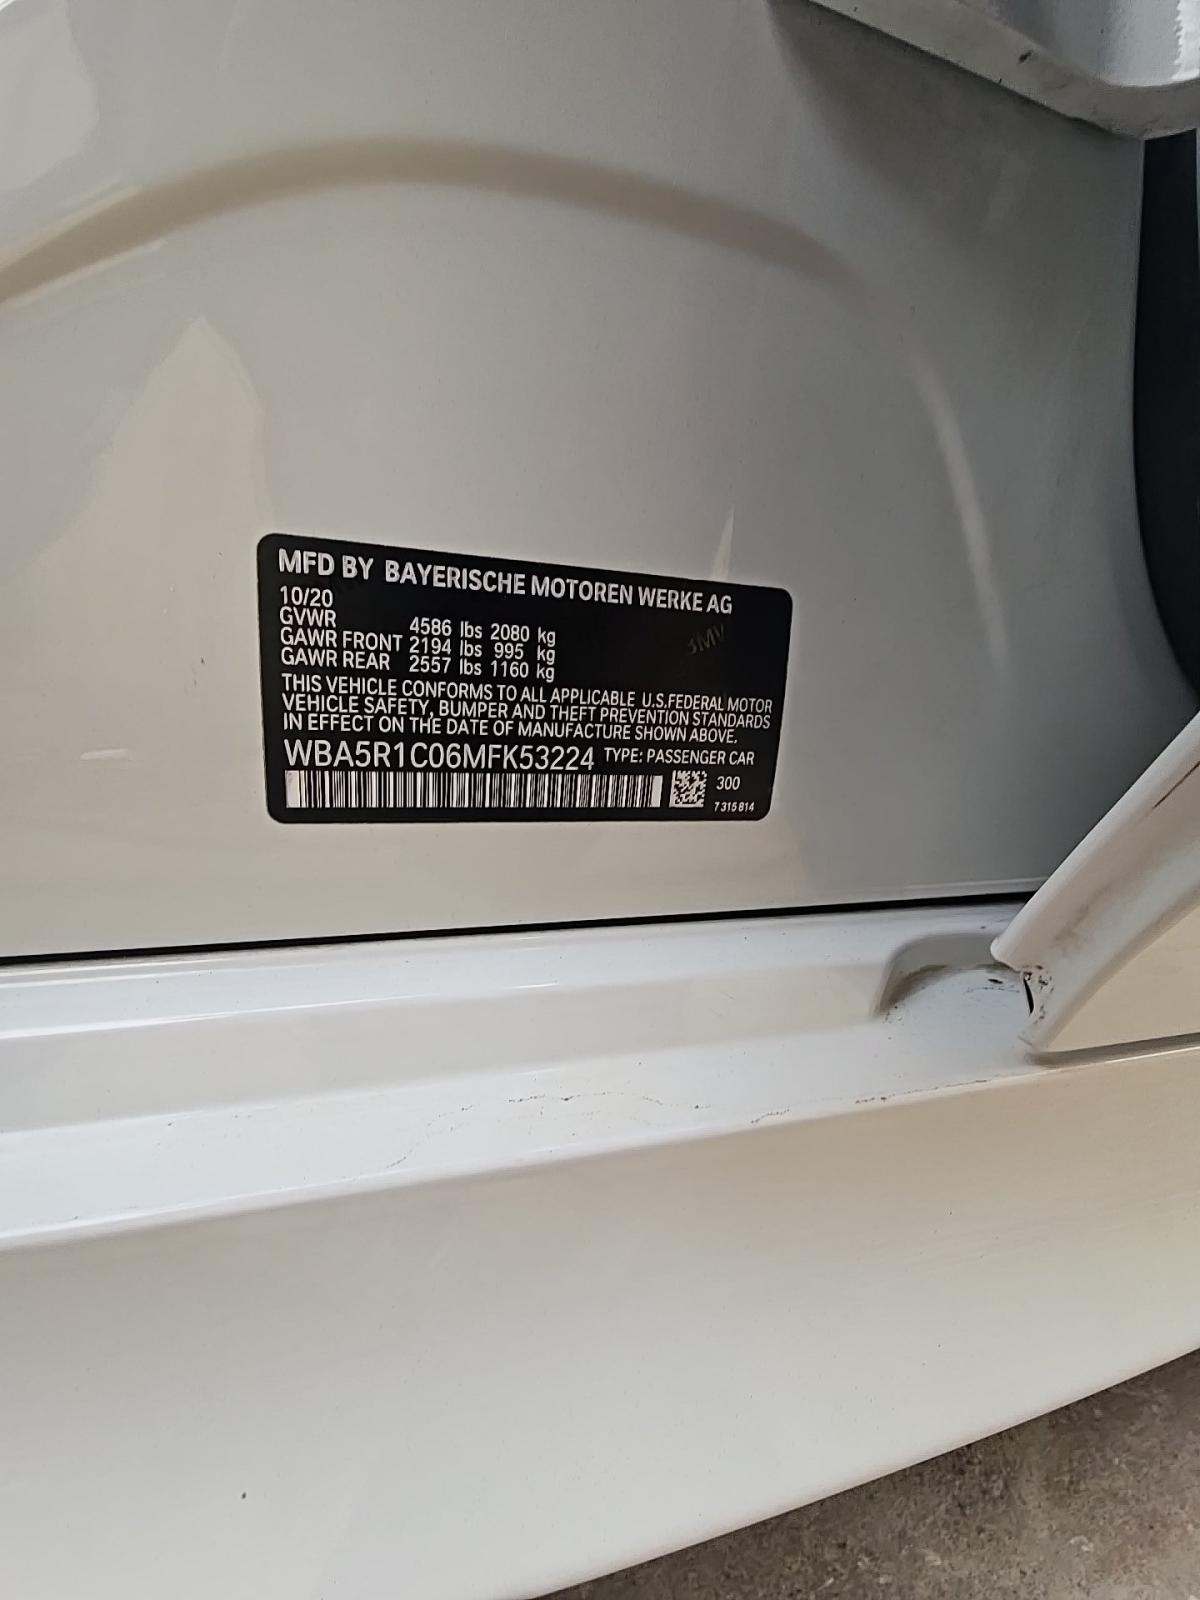 MFD BY BAYERISCHE MOTOREN WERKE AG
10/20
GVWR 4586 lbs 2080 kg
GAWR FRONT 2194 lbs 995 kg
GAWR REAR 2557 lbs 1160 kg
THIS VEHICLE CONFORMS TO ALL APPLICABLE U.S.FEDERAL MOTOR
VEHICLE SAFETY, BUMPER AND THEFT PREVENTION STANDARDS
IN EFFECT ON THE DATE OF MANUFACTURE SHOWN ABOVE.
WBA5R1C06MFK53224 TYPE: PASSENGER CAR
300
7 315 814